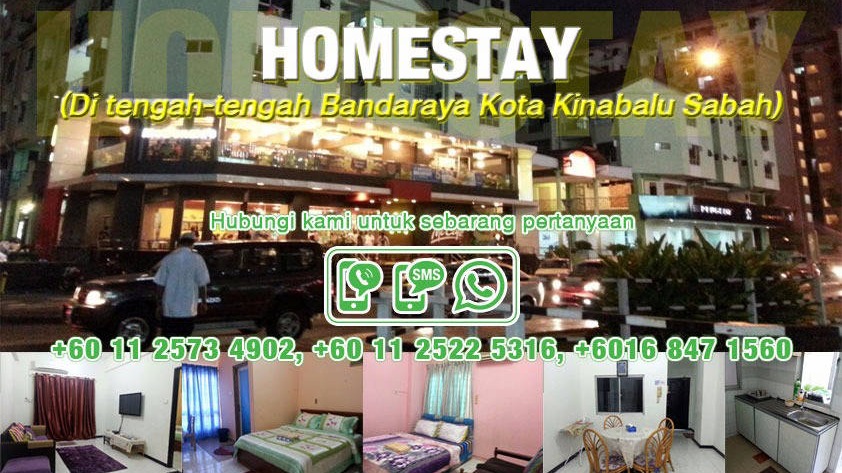 HOMESTAY
HOMESTAY
(Di tengah-tengah Bandaraya Kota Kinabalu Sabah)
Hubungi kami untuk sebarang pertanyaan
SMS
+60 11 2573 4902, +60 11 2522 5316, +6016 847 1560